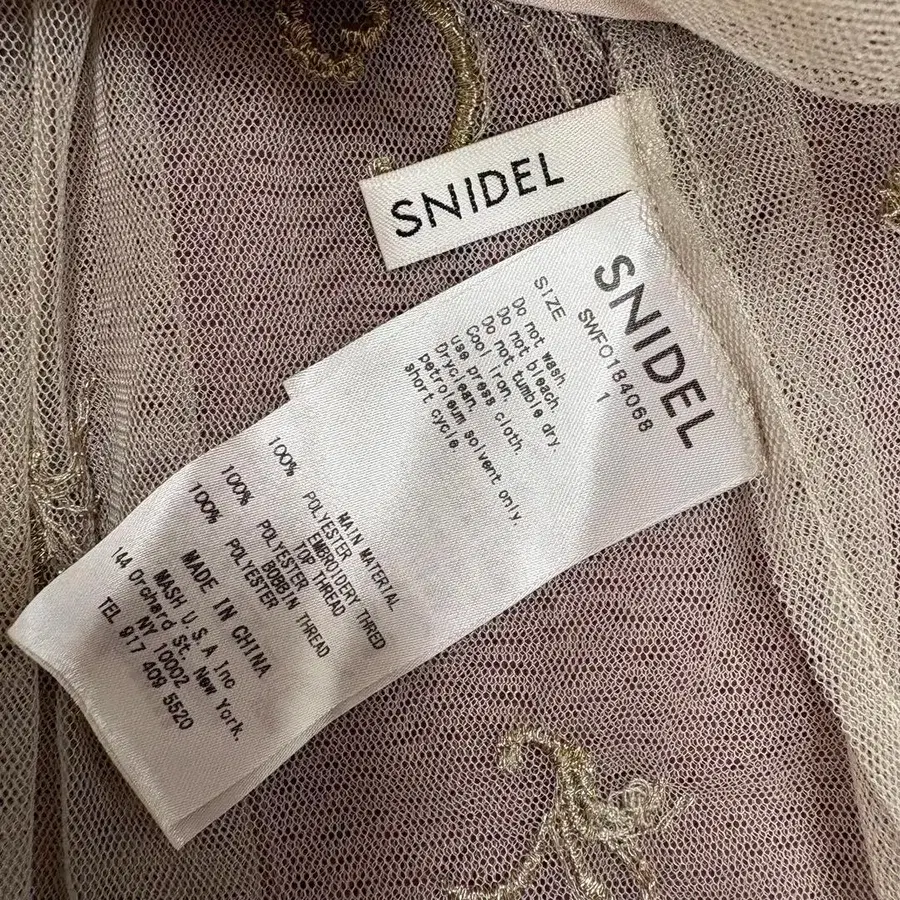 SNIDEL
SNIDEL
SWFO184068
SIZE 1
Do not wash.
Do not bleach.
Do not tumble dry.
Cool Iron.
use press cloth.
Dryclean.
petroleum solvent only.
short cycle.
MAIN MATERIAL
100% POLYESTER
EMBROIDERY THRED
TOP THREAD
100% POLYESTER
BOBBIN THREAD
100% POLYESTER
MADE IN CHINA
MASH U.S.A Inc
144 Orchard St. New York.
NY 10002
TEL 917 409 5520